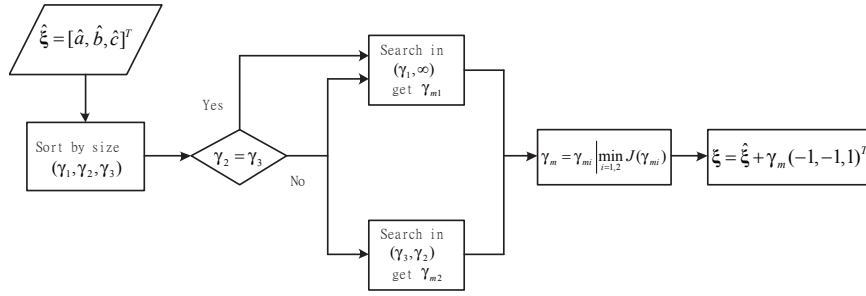 ξ̂ = [â, b̂, ĉ]ᵀ
Sort by size
(γ₁, γ₂, γ₃)
Yes
γ₂ = γ₃
No
Search in
(γ₁, ∞)
get γₘ₁
Search in
(γ₃, γ₂)
get γₘ₂
γₘ = γₘᵢ | min_{i=1,2} J(γₘᵢ)
ξ = ξ̂ + γₘ(−1, −1, 1)ᵀ